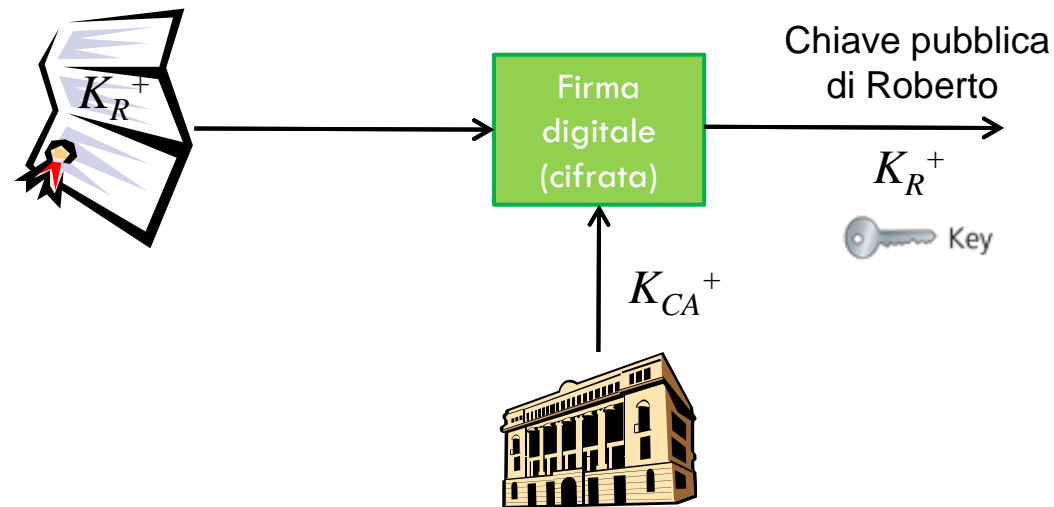 K_R^+
Firma
digitale
(cifrata)
Chiave pubblica
di Roberto
K_R^+
Key
K_CA^+